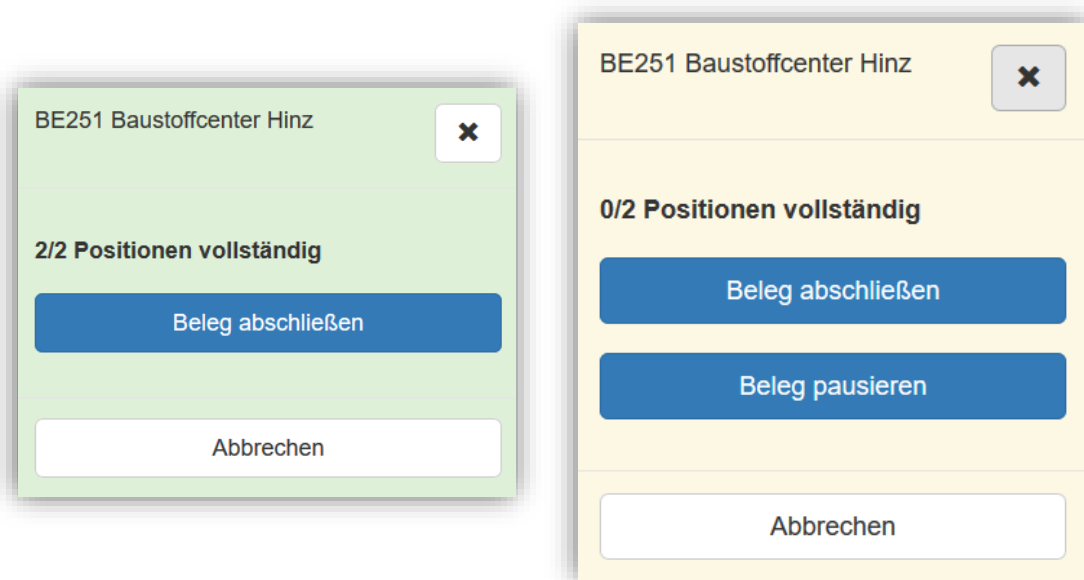 BE251 Baustoffcenter Hinz
2/2 Positionen vollständig
Beleg abschließen
Abbrechen
BE251 Baustoffcenter Hinz
0/2 Positionen vollständig
Beleg abschließen
Beleg pausieren
Abbrechen